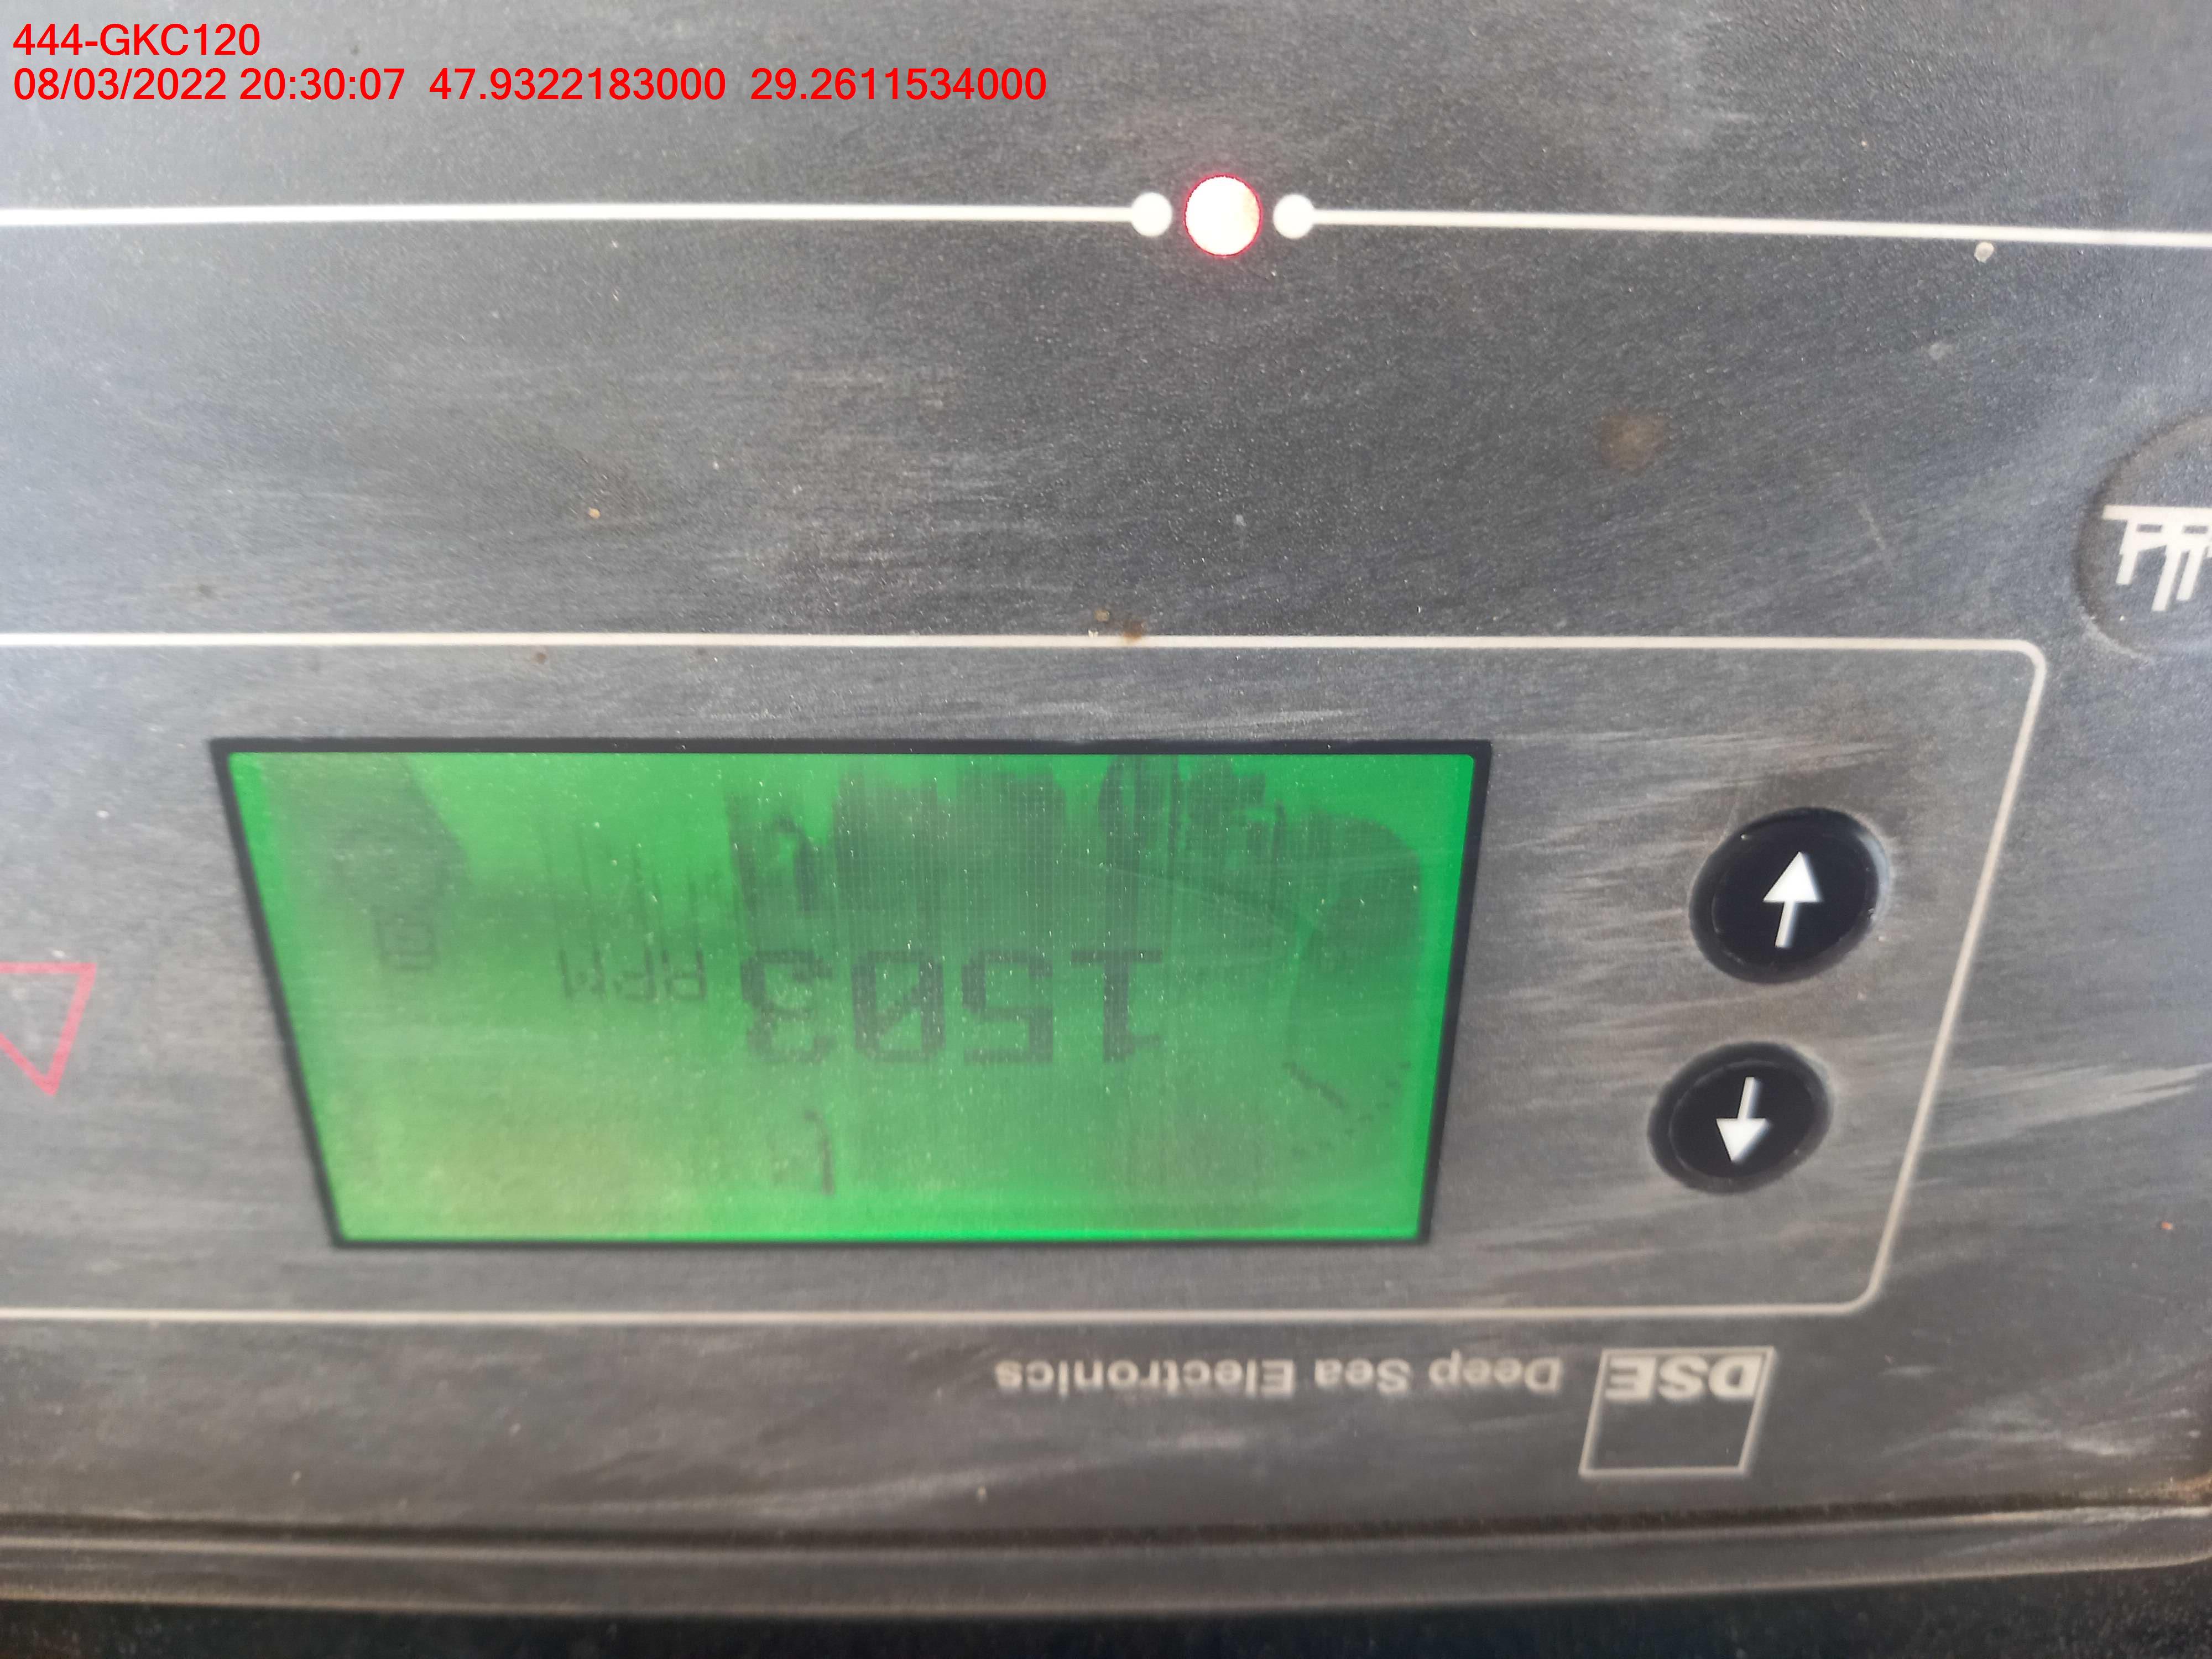 444-GKC120
08/03/2022 20:30:07 47.9322183000 29.2611534000
1503 RPM
DSE Deep Sea Electronics